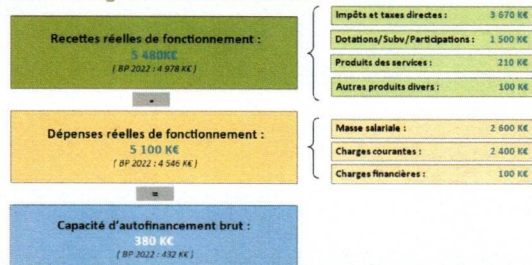 Recettes réelles de fonctionnement :
5 480K€
( BP 2022 : 4 978 K€ )
Impôts et taxes directes : 3 670 K€
Dotations/Subv/Participations : 1 500 K€
Produits des services : 210 K€
Autres produits divers : 100 K€
-
Dépenses réelles de fonctionnement :
5 100 K€
( BP 2022 : 4 546 K€ )
Masse salariale : 2 600 K€
Charges courantes : 2 400 K€
Charges financières : 100 K€
=
Capacité d'autofinancement brut :
380 K€
( BP 2022 : 432 K€ )